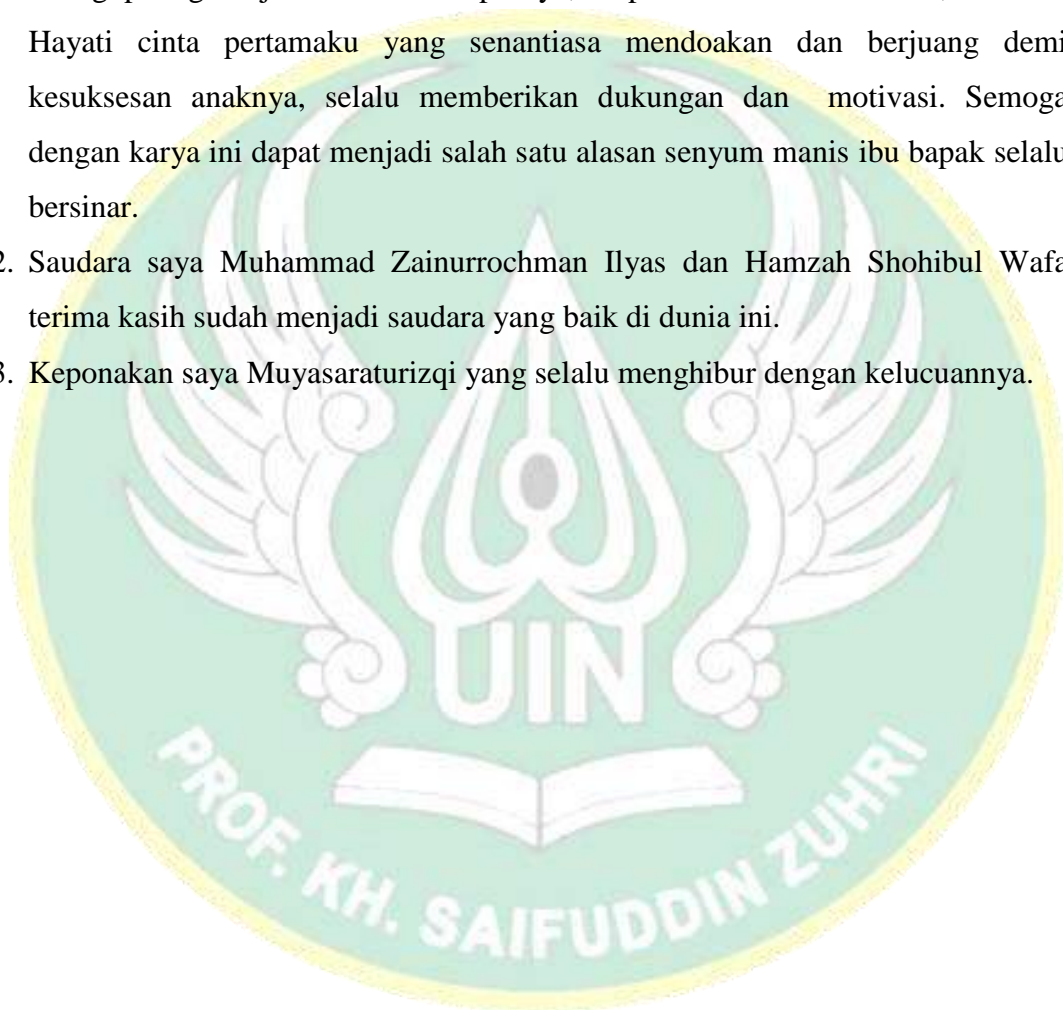 Hayati cinta pertamaku yang senantiasa mendoakan dan berjuang demi
kesuksesan anaknya, selalu memberikan dukungan dan motivasi. Semoga
dengan karya ini dapat menjadi salah satu alasan senyum manis ibu bapak selalu
bersinar.
2. Saudara saya Muhammad Zainurrochman Ilyas dan Hamzah Shohibul Wafa
terima kasih sudah menjadi saudara yang baik di dunia ini.
3. Keponakan saya Muyasaraturizqi yang selalu menghibur dengan kelucuannya.
UIN
PROF. KH. SAIFUDDIN ZUHRI